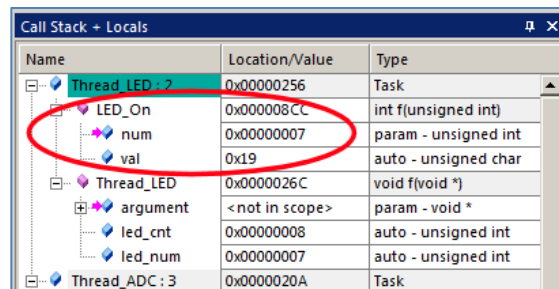 Call Stack + Locals
Name Location/Value Type
Thread_LED : 2 0x00000256 Task
LED_On 0x000008CC int f(unsigned int)
num 0x00000007 param - unsigned int
val 0x19 auto - unsigned char
Thread_LED 0x0000026C void f(void *)
argument <not in scope> param - void *
led_cnt 0x00000008 auto - unsigned int
led_num 0x00000007 auto - unsigned int
Thread_ADC : 3 0x0000020A Task